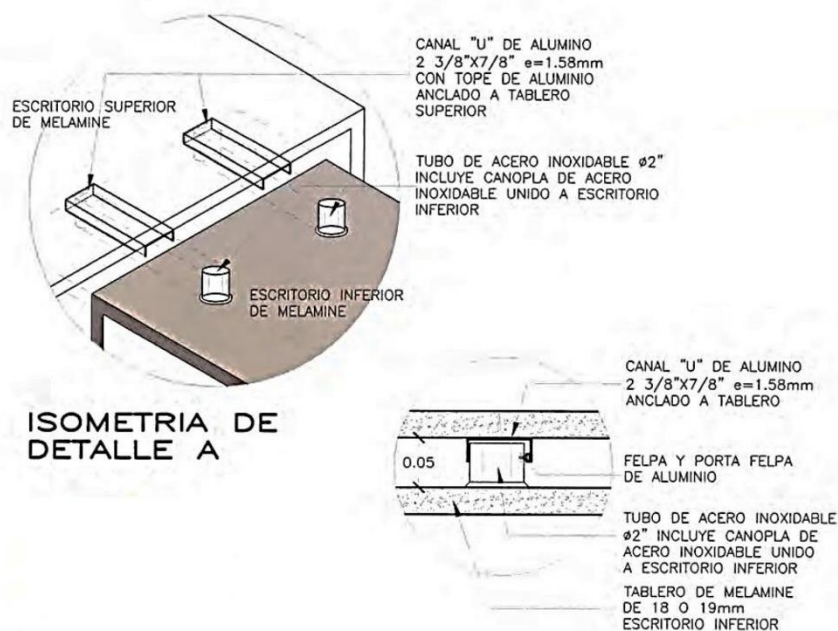 CANAL "U" DE ALUMINO
2 3/8"X7/8" e=1.58mm
CON TOPE DE ALUMINIO
ANCLADO A TABLERO
SUPERIOR
ESCRITORIO SUPERIOR
DE MELAMINE
TUBO DE ACERO INOXIDABLE ø2"
INCLUYE CANOPLA DE ACERO
INOXIDABLE UNIDO A ESCRITORIO
INFERIOR
ESCRITORIO INFERIOR
DE MELAMINE
ISOMETRIA DE
DETALLE A
CANAL "U" DE ALUMINO
2 3/8"X7/8" e=1.58mm
ANCLADO A TABLERO
0.05
FELPA Y PORTA FELPA
DE ALUMINIO
TUBO DE ACERO INOXIDABLE
ø2" INCLUYE CANOPLA DE
ACERO INOXIDABLE UNIDO
A ESCRITORIO INFERIOR
TABLERO DE MELAMINE
DE 18 O 19mm
ESCRITORIO INFERIOR